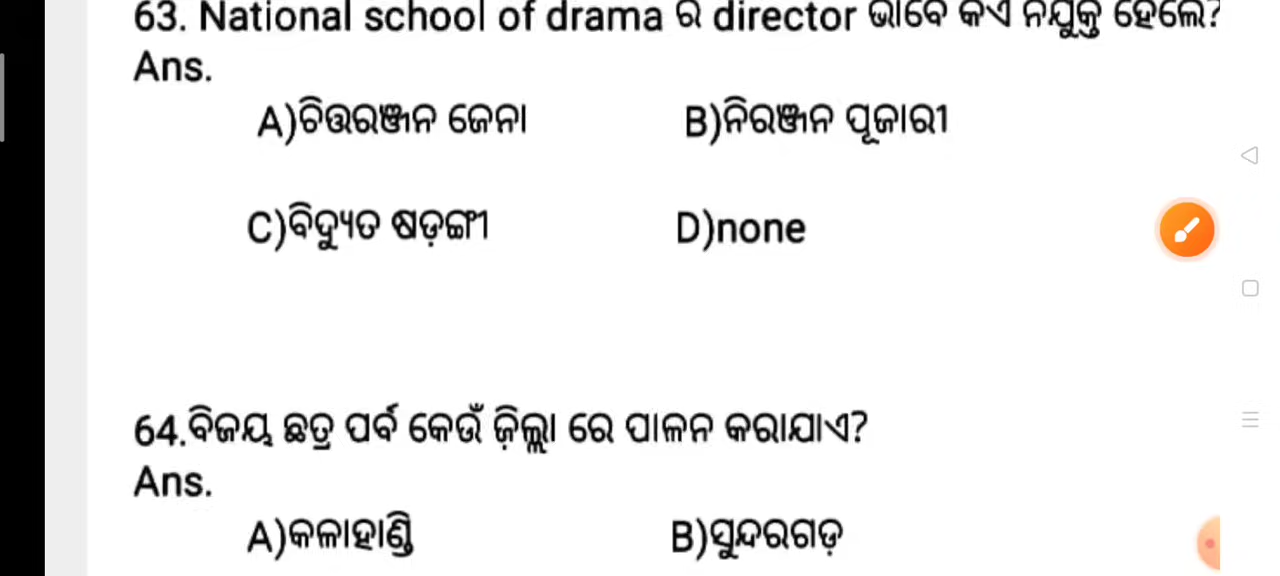 63. National school of drama ର director ଭାବେ କିଏ ନିଯୁକ୍ତ ହେଲେ?
Ans.
A)ଚିତ୍ତରଞ୍ଜନ ଜେନା B)ନିରଞ୍ଜନ ପୂଜାରୀ
C)ବିଦ୍ୟୁତ ଷଡ଼ଙ୍ଗୀ D)none
64.ବିଜୟ ଛତ୍ର ପର୍ବ କେଉଁ ଜ଼ିଲ୍ଲା ରେ ପାଳନ କରାଯାଏ?
Ans.
A)କଳାହାଣ୍ଡି B)ସୁନ୍ଦରଗଡ଼